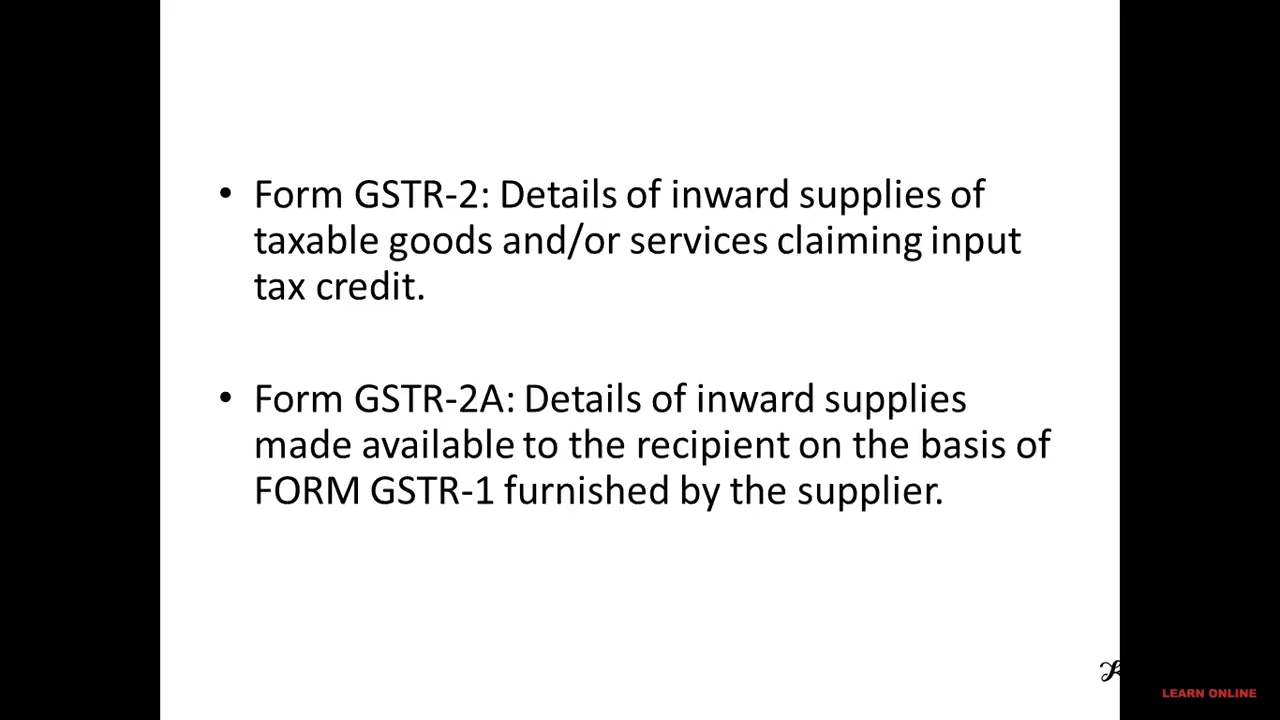 • Form GSTR-2: Details of inward supplies of
taxable goods and/or services claiming input
tax credit.
• Form GSTR-2A: Details of inward supplies
made available to the recipient on the basis of
FORM GSTR-1 furnished by the supplier.
LEARN ONLINE